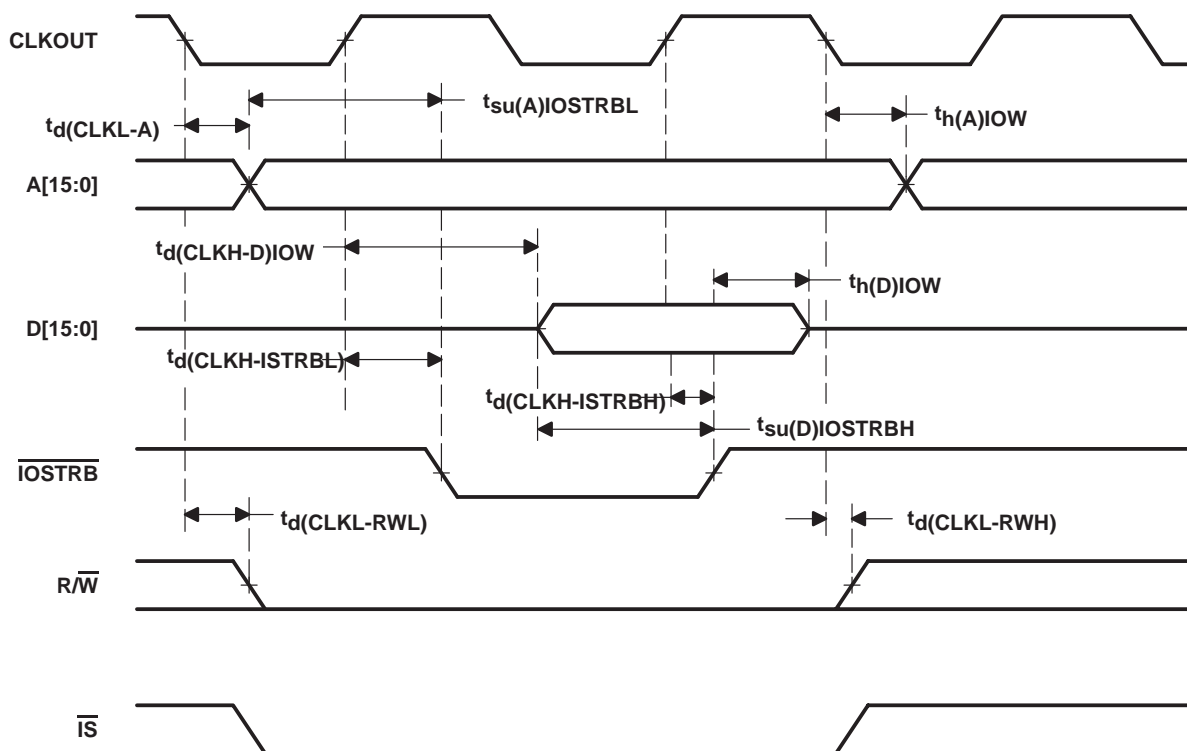 CLKOUT
tsu(A)IOSTRBL
td(CLKL-A)
th(A)IOW
A[15:0]
td(CLKH-D)IOW
th(D)IOW
D[15:0]
td(CLKH-ISTRBL)
td(CLKH-ISTRBH)
tsu(D)IOSTRBH
IOSTRB
td(CLKL-RWL)
td(CLKL-RWH)
R/W
IS